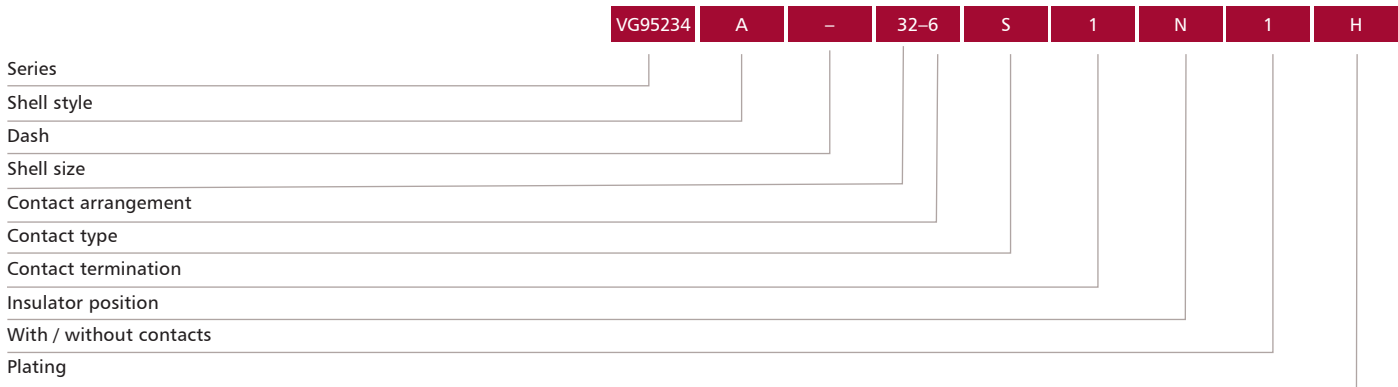 VG95234 A – 32–6 S 1 N 1 H
Series
Shell style
Dash
Shell size
Contact arrangement
Contact type
Contact termination
Insulator position
With / without contacts
Plating